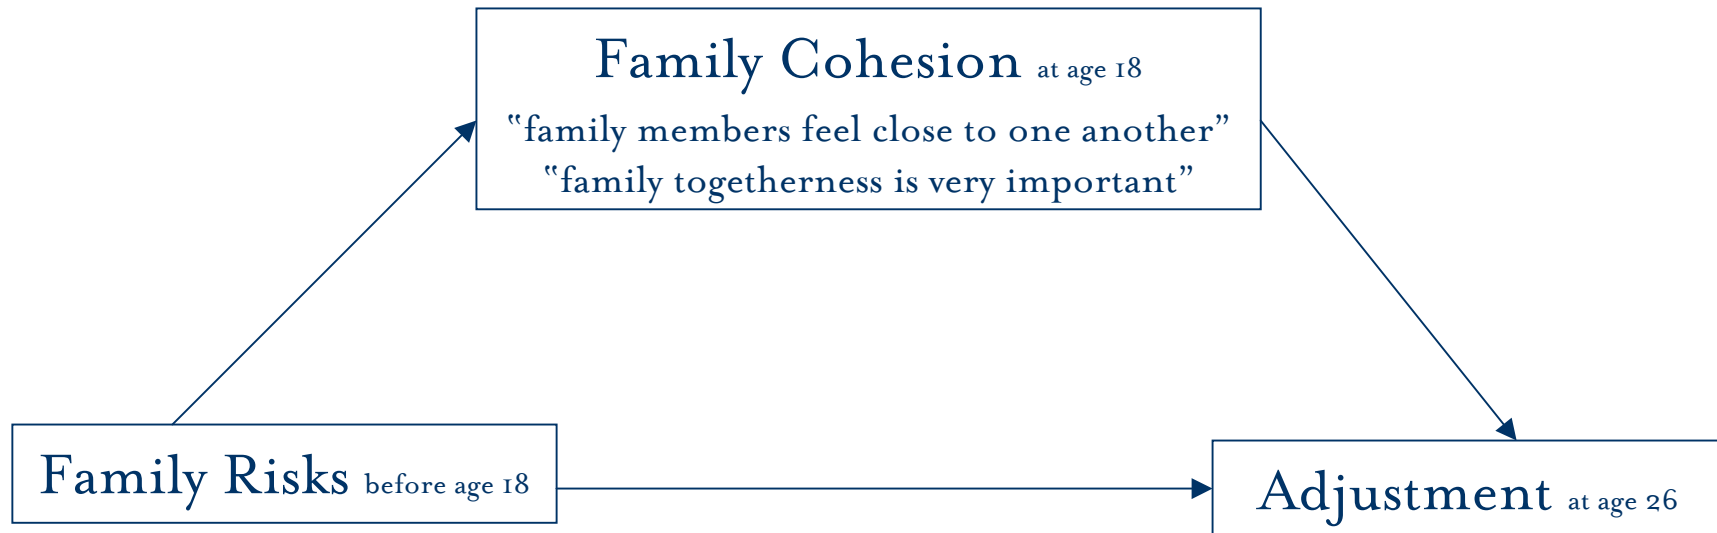 Family Cohesion at age 18
“family members feel close to one another”
“family togetherness is very important”
Family Risks before age 18
Adjustment at age 26